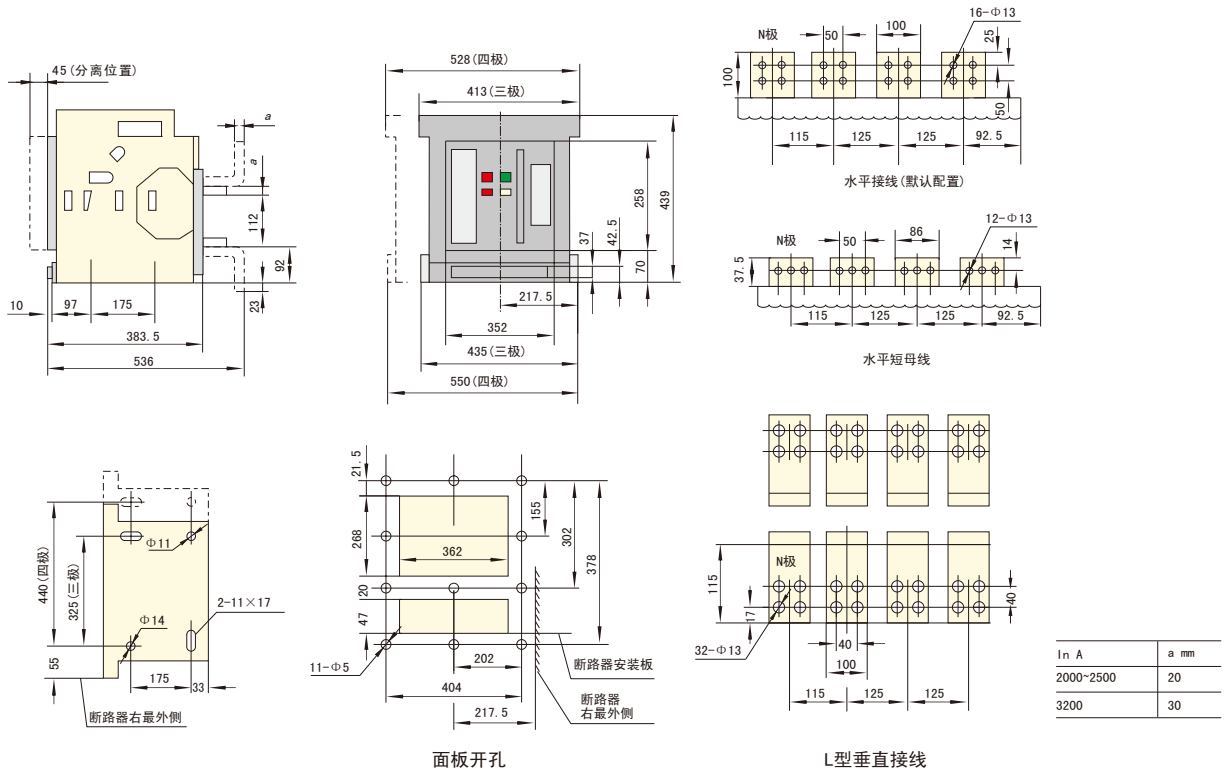 45(分离位置)
a
a
112
92
23
10
97
175
383.5
536
528(四极)
413(三极)
258
439
37
42.5
70
217.5
352
435(三极)
550(四极)
16-Φ13
N极
50
100
25
100
50
115
125
125
92.5
水平接线(默认配置)
12-Φ13
N极
50
86
14
37.5
115
125
125
92.5
水平短母线
440(四极)
325(三极)
55
Φ11
2-11×17
Φ14
175
33
断路器右最外侧
21.5
268
362
155
302
378
20
47
11-Φ5
202
404
217.5
断路器安装板
断路器
右最外侧
面板开孔
N极
115
17
40
32-Φ13
40
100
115
125
125
L型垂直接线
In A a mm
2000~2500 20
3200 30